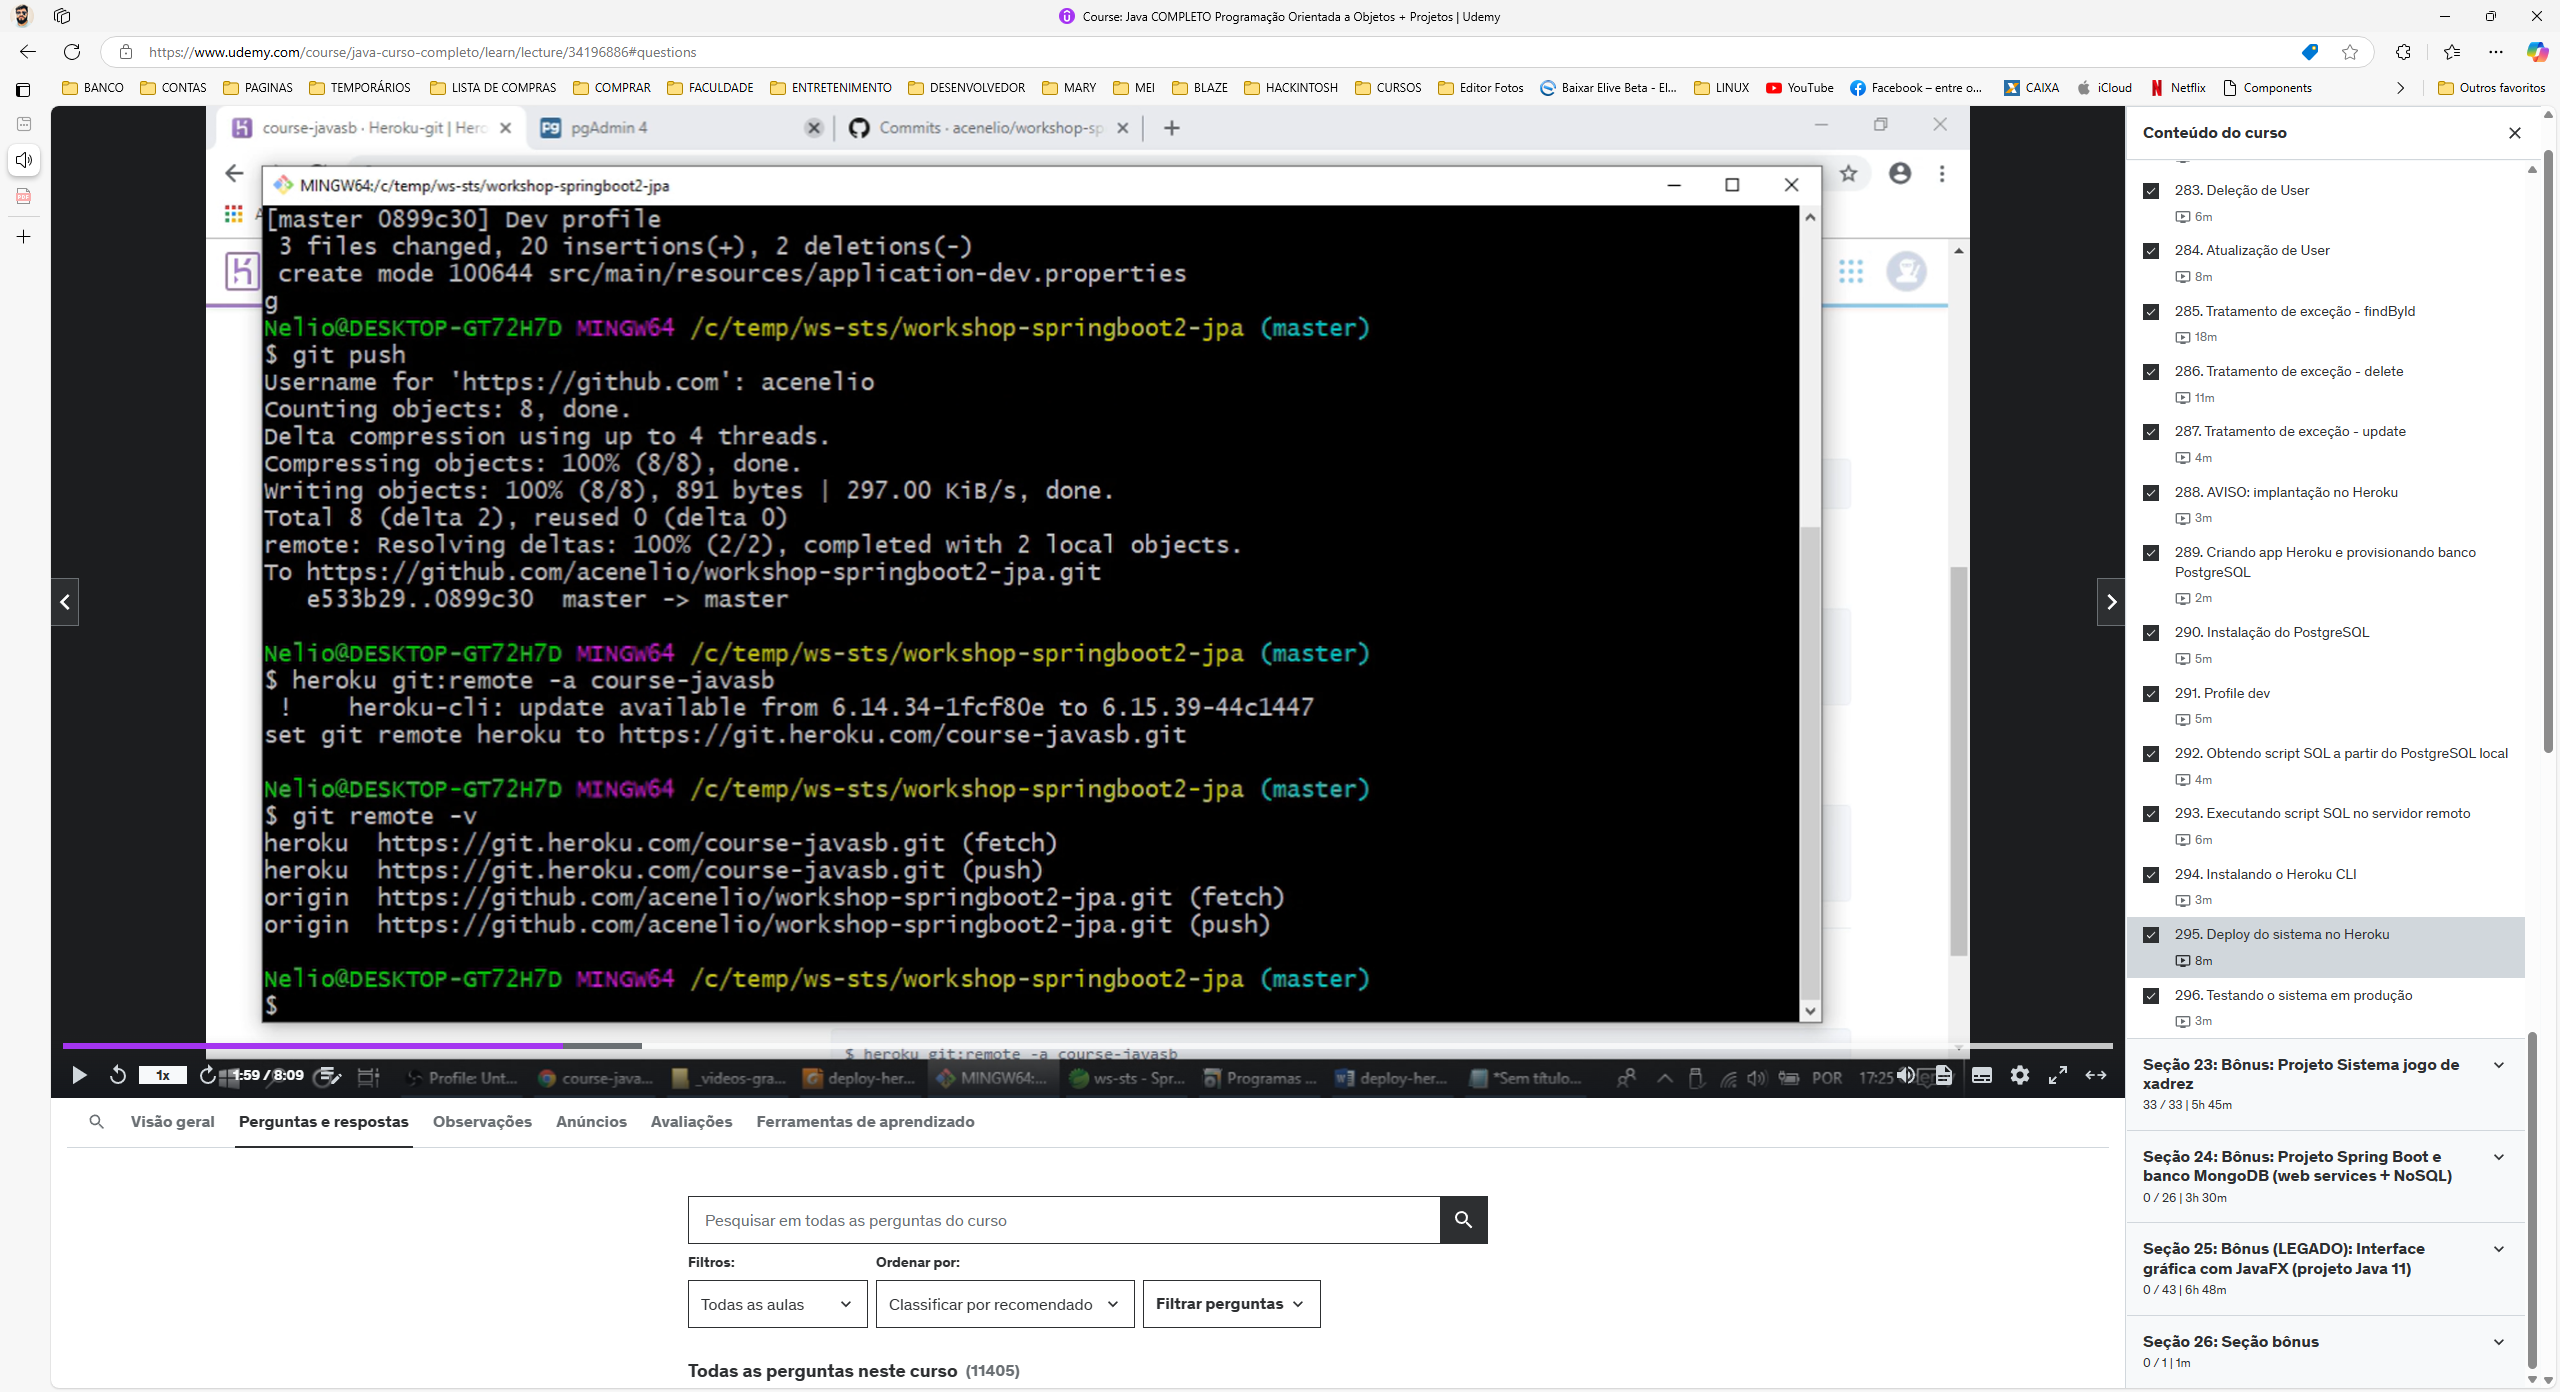 Course: Java COMPLETO Programação Orientada a Objetos + Projetos | Udemy
https://www.udemy.com/course/java-curso-completo/learn/lecture/34196886#questions
BANCO
CONTAS
PAGINAS
TEMPORÁRIOS
LISTA DE COMPRAS
COMPRAR
FACULDADE
ENTRETENIMENTO
DESENVOLVEDOR
MARY
MEI
BLAZE
HACKINTOSH
CURSOS
Editor Fotos
Baixar Elive Beta - El...
LINUX
YouTube
Facebook – entre o...
CAIXA
iCloud
Netflix
Components
Outros favoritos
course-javasb · Heroku-git | Hero
pgAdmin 4
Commits · acenelio/workshop-sp
MINGW64:/c/temp/ws-sts/workshop-springboot2-jpa
[master 0899c30] Dev profile
3 files changed, 20 insertions(+), 2 deletions(-)
create mode 100644 src/main/resources/application-dev.properties
g
Nelio@DESKTOP-GT72H7D MINGW64 /c/temp/ws-sts/workshop-springboot2-jpa (master)
$ git push
Username for 'https://github.com': acenelio
Counting objects: 8, done.
Delta compression using up to 4 threads.
Compressing objects: 100% (8/8), done.
Writing objects: 100% (8/8), 891 bytes | 297.00 KiB/s, done.
Total 8 (delta 2), reused 0 (delta 0)
remote: Resolving deltas: 100% (2/2), completed with 2 local objects.
To https://github.com/acenelio/workshop-springboot2-jpa.git
e533b29..0899c30  master -> master
Nelio@DESKTOP-GT72H7D MINGW64 /c/temp/ws-sts/workshop-springboot2-jpa (master)
$ heroku git:remote -a course-javasb
!    heroku-cli: update available from 6.14.34-1fcf80e to 6.15.39-44c1447
set git remote heroku to https://git.heroku.com/course-javasb.git
Nelio@DESKTOP-GT72H7D MINGW64 /c/temp/ws-sts/workshop-springboot2-jpa (master)
$ git remote -v
heroku  https://git.heroku.com/course-javasb.git (fetch)
heroku  https://git.heroku.com/course-javasb.git (push)
origin  https://github.com/acenelio/workshop-springboot2-jpa.git (fetch)
origin  https://github.com/acenelio/workshop-springboot2-jpa.git (push)
Nelio@DESKTOP-GT72H7D MINGW64 /c/temp/ws-sts/workshop-springboot2-jpa (master)
$
$ heroku git:remote -a course-javasb
1x
1:59 / 8:09
Profile: Unt...
course-java...
_videos-gra...
deploy-her...
MINGW64:...
ws-sts - Spr...
Programas ...
deploy-her...
*Sem título...
POR
17:25
Visão geral
Perguntas e respostas
Observações
Anúncios
Avaliações
Ferramentas de aprendizado
Pesquisar em todas as perguntas do curso
Filtros:
Ordenar por:
Todas as aulas
Classificar por recomendado
Filtrar perguntas
Todas as perguntas neste curso (11405)
Conteúdo do curso
283. Deleção de User
6m
284. Atualização de User
8m
285. Tratamento de exceção - findById
18m
286. Tratamento de exceção - delete
11m
287. Tratamento de exceção - update
4m
288. AVISO: implantação no Heroku
3m
289. Criando app Heroku e provisionando banco
PostgreSQL
2m
290. Instalação do PostgreSQL
5m
291. Profile dev
5m
292. Obtendo script SQL a partir do PostgreSQL local
4m
293. Executando script SQL no servidor remoto
6m
294. Instalando o Heroku CLI
3m
295. Deploy do sistema no Heroku
8m
296. Testando o sistema em produção
3m
Seção 23: Bônus: Projeto Sistema jogo de
xadrez
33 / 33 | 5h 45m
Seção 24: Bônus: Projeto Spring Boot e
banco MongoDB (web services + NoSQL)
0 / 26 | 3h 30m
Seção 25: Bônus (LEGADO): Interface
gráfica com JavaFX (projeto Java 11)
0 / 43 | 6h 48m
Seção 26: Seção bônus
0 / 1 | 1m